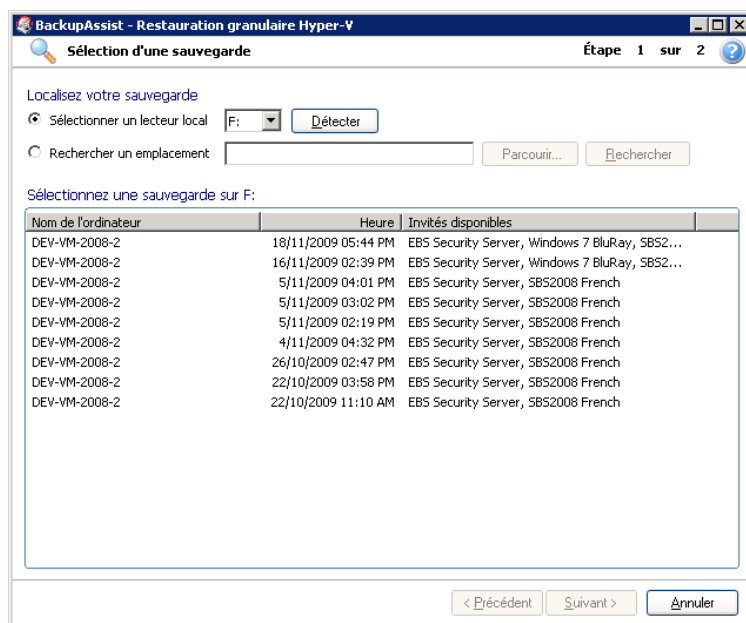 BackupAssist - Restauration granulaire Hyper-V
Sélection d'une sauvegarde Étape 1 sur 2 ?
Localisez votre sauvegarde
Sélectionner un lecteur local F: Détecter
Rechercher un emplacement Parcourir... Rechercher
Sélectionnez une sauvegarde sur F:
Nom de l'ordinateur Heure Invités disponibles
DEV-VM-2008-2 18/11/2009 05:44 PM EBS Security Server, Windows 7 BluRay, SBS2...
DEV-VM-2008-2 16/11/2009 02:39 PM EBS Security Server, Windows 7 BluRay, SBS2...
DEV-VM-2008-2 5/11/2009 04:01 PM EBS Security Server, SBS2008 French
DEV-VM-2008-2 5/11/2009 03:02 PM EBS Security Server, SBS2008 French
DEV-VM-2008-2 5/11/2009 02:19 PM EBS Security Server, SBS2008 French
DEV-VM-2008-2 4/11/2009 04:32 PM EBS Security Server, SBS2008 French
DEV-VM-2008-2 26/10/2009 02:47 PM EBS Security Server, SBS2008 French
DEV-VM-2008-2 22/10/2009 03:58 PM EBS Security Server, SBS2008 French
DEV-VM-2008-2 22/10/2009 11:10 AM EBS Security Server, SBS2008 French
< Précédent Suivant > Annuler